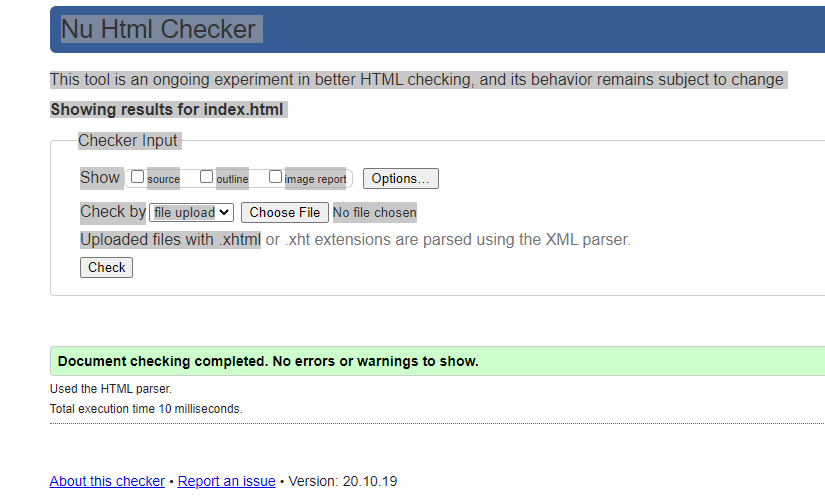 Nu Html Checker
This tool is an ongoing experiment in better HTML checking, and its behavior remains subject to change
Showing results for index.html
Checker Input
Show source outline image report Options...
Check by file upload Choose File No file chosen
Uploaded files with .xhtml or .xht extensions are parsed using the XML parser.
Check
Document checking completed. No errors or warnings to show.
Used the HTML parser.
Total execution time 10 milliseconds.
About this checker • Report an issue • Version: 20.10.19